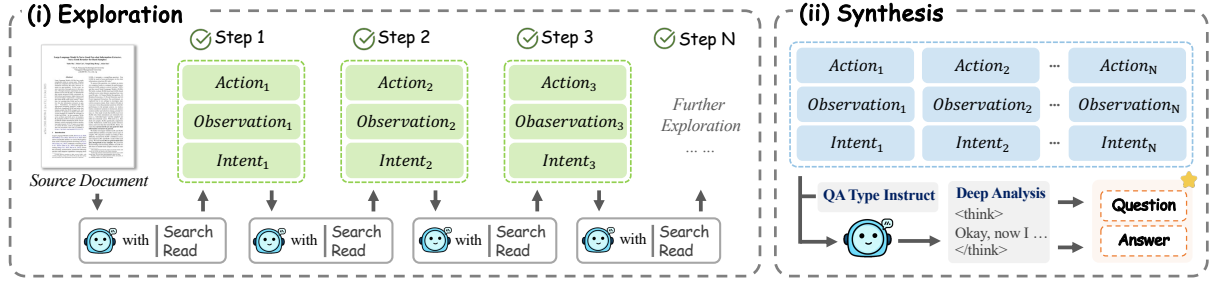 (i) Exploration
Step 1
Step 2
Step 3
Step N
Action1
Action2
Action3
Observation1
Observation2
Obaservation3
Intent1
Intent2
Intent3
Further
Exploration
... ...
Source Document
with Search Read
with Search Read
with Search Read
with Search Read
(ii) Synthesis
Action1 Action2 ... ActionN
Observation1 Observation2 ... ObservationN
Intent1 Intent2 ... IntentN
QA Type Instruct
Deep Analysis
<think>
Okay, now I ...
</think>
Question
Answer